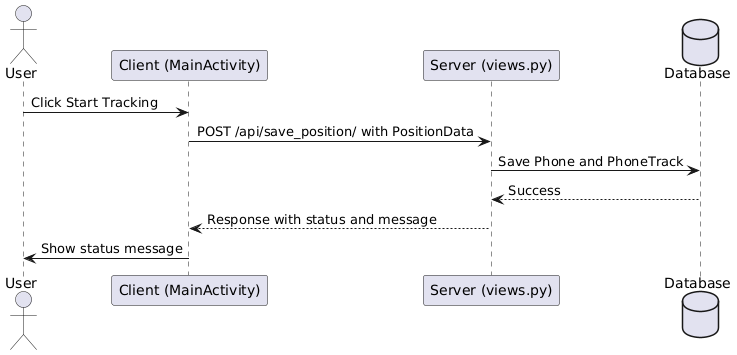 User
Client (MainActivity)
Server (views.py)
Database
Click Start Tracking
POST /api/save_position/ with PositionData
Save Phone and PhoneTrack
Success
Response with status and message
Show status message
User
Client (MainActivity)
Server (views.py)
Database